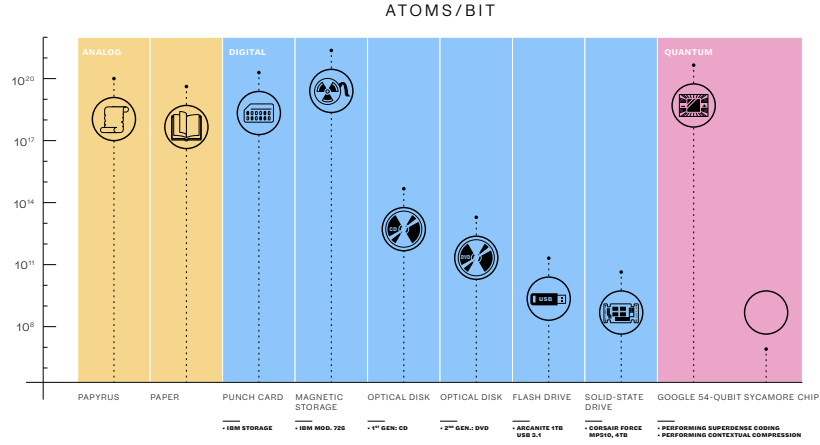 ATOMS/BIT
ANALOG
DIGITAL
QUANTUM
10²⁰
10¹⁷
10¹⁴
10¹¹
10⁸
CD
DVD
USB
PAPYRUS
PAPER
PUNCH CARD
• IBM STORAGE
MAGNETIC
STORAGE
• IBM MOD. 726
OPTICAL DISK
• 1ˢᵗ GEN: CD
OPTICAL DISK
• 2ⁿᵈ GEN.: DVD
FLASH DRIVE
• ARCANITE 1TB
USB 3.1
SOLID-STATE
DRIVE
• CORSAIR FORCE
MP510, 4TB
GOOGLE 54-QUBIT SYCAMORE CHIP
• PERFORMING SUPERDENSE CODING
• PERFORMING CONTEXTUAL COMPRESSION